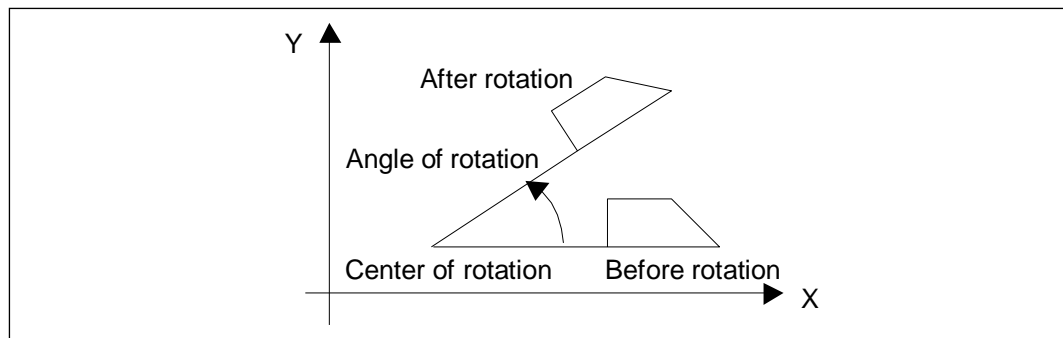 Y
After rotation
Angle of rotation
Center of rotation
Before rotation
X